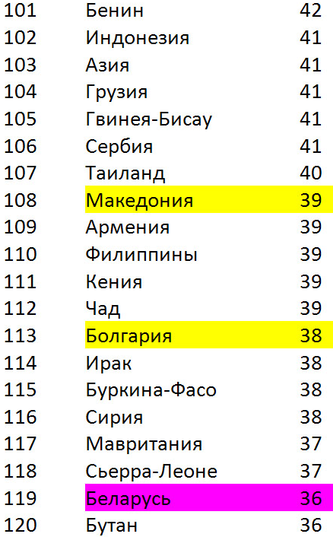 101 Бенин 42
102 Индонезия 41
103 Азия 41
104 Грузия 41
105 Гвинея-Бисау 41
106 Сербия 41
107 Таиланд 40
108 Македония 39
109 Армения 39
110 Филиппины 39
111 Кения 39
112 Чад 39
113 Болгария 38
114 Ирак 38
115 Буркина-Фасо 38
116 Сирия 38
117 Мавритания 37
118 Сьерра-Леоне 37
119 Беларусь 36
120 Бутан 36